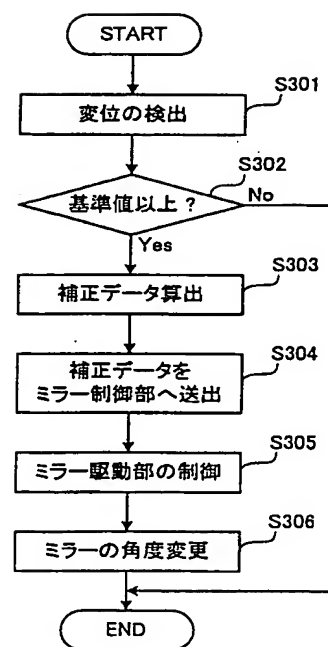 START
S301
変位の検出
S302
基準値以上？
No
Yes
S303
補正データ算出
S304
補正データを
ミラー制御部へ送出
S305
ミラー駆動部の制御
S306
ミラーの角度変更
END